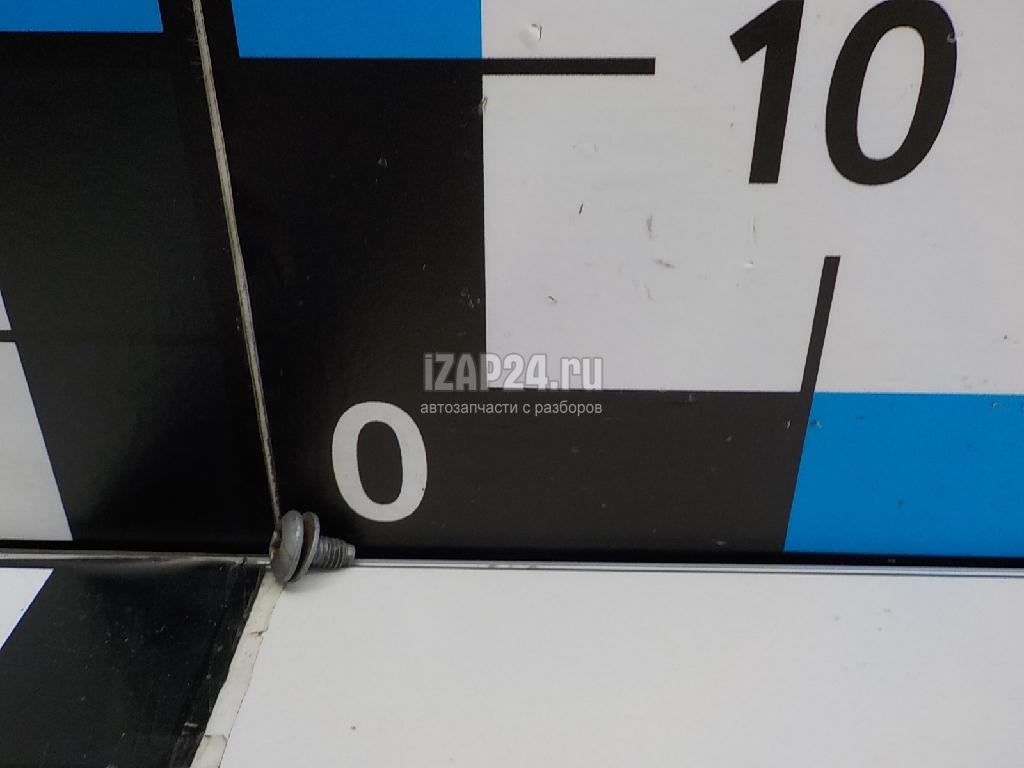 10
iZAP24.ru
автозапчасти с разборов
0